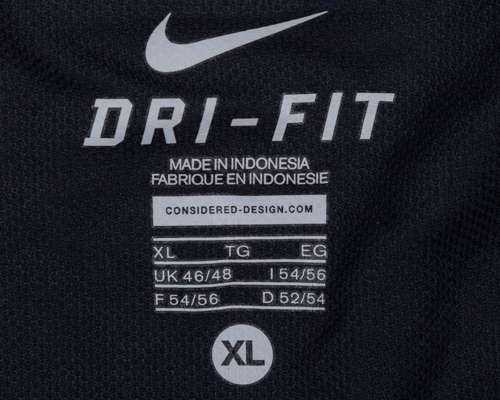 DRI-FIT
MADE IN INDONESIA
FABRIQUE EN INDONESIE
CONSIDERED-DESIGN.COM
XL TG EG
UK 46/48 I 54/56
F 54/56 D 52/54
XL